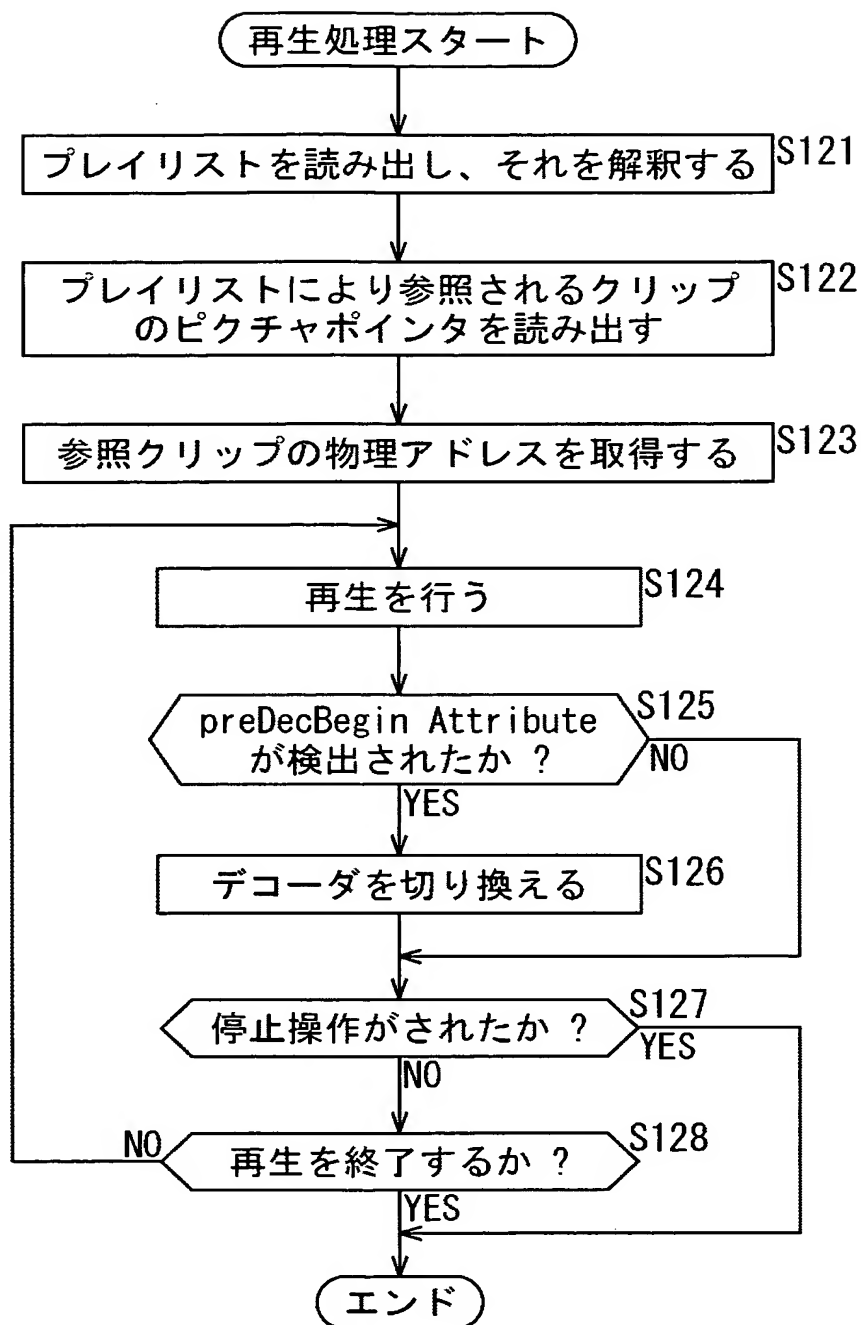 再生処理スタート
プレイリストを読み出し、それを解釈する
S121
プレイリストにより参照されるクリップ
のピクチャポインタを読み出す
S122
参照クリップの物理アドレスを取得する
S123
再生を行う
S124
preDecBegin Attribute
が検出されたか ?
S125
NO
YES
デコーダを切り換える
S126
停止操作がされたか ?
S127
YES
NO
再生を終了するか ?
S128
NO
YES
エンド